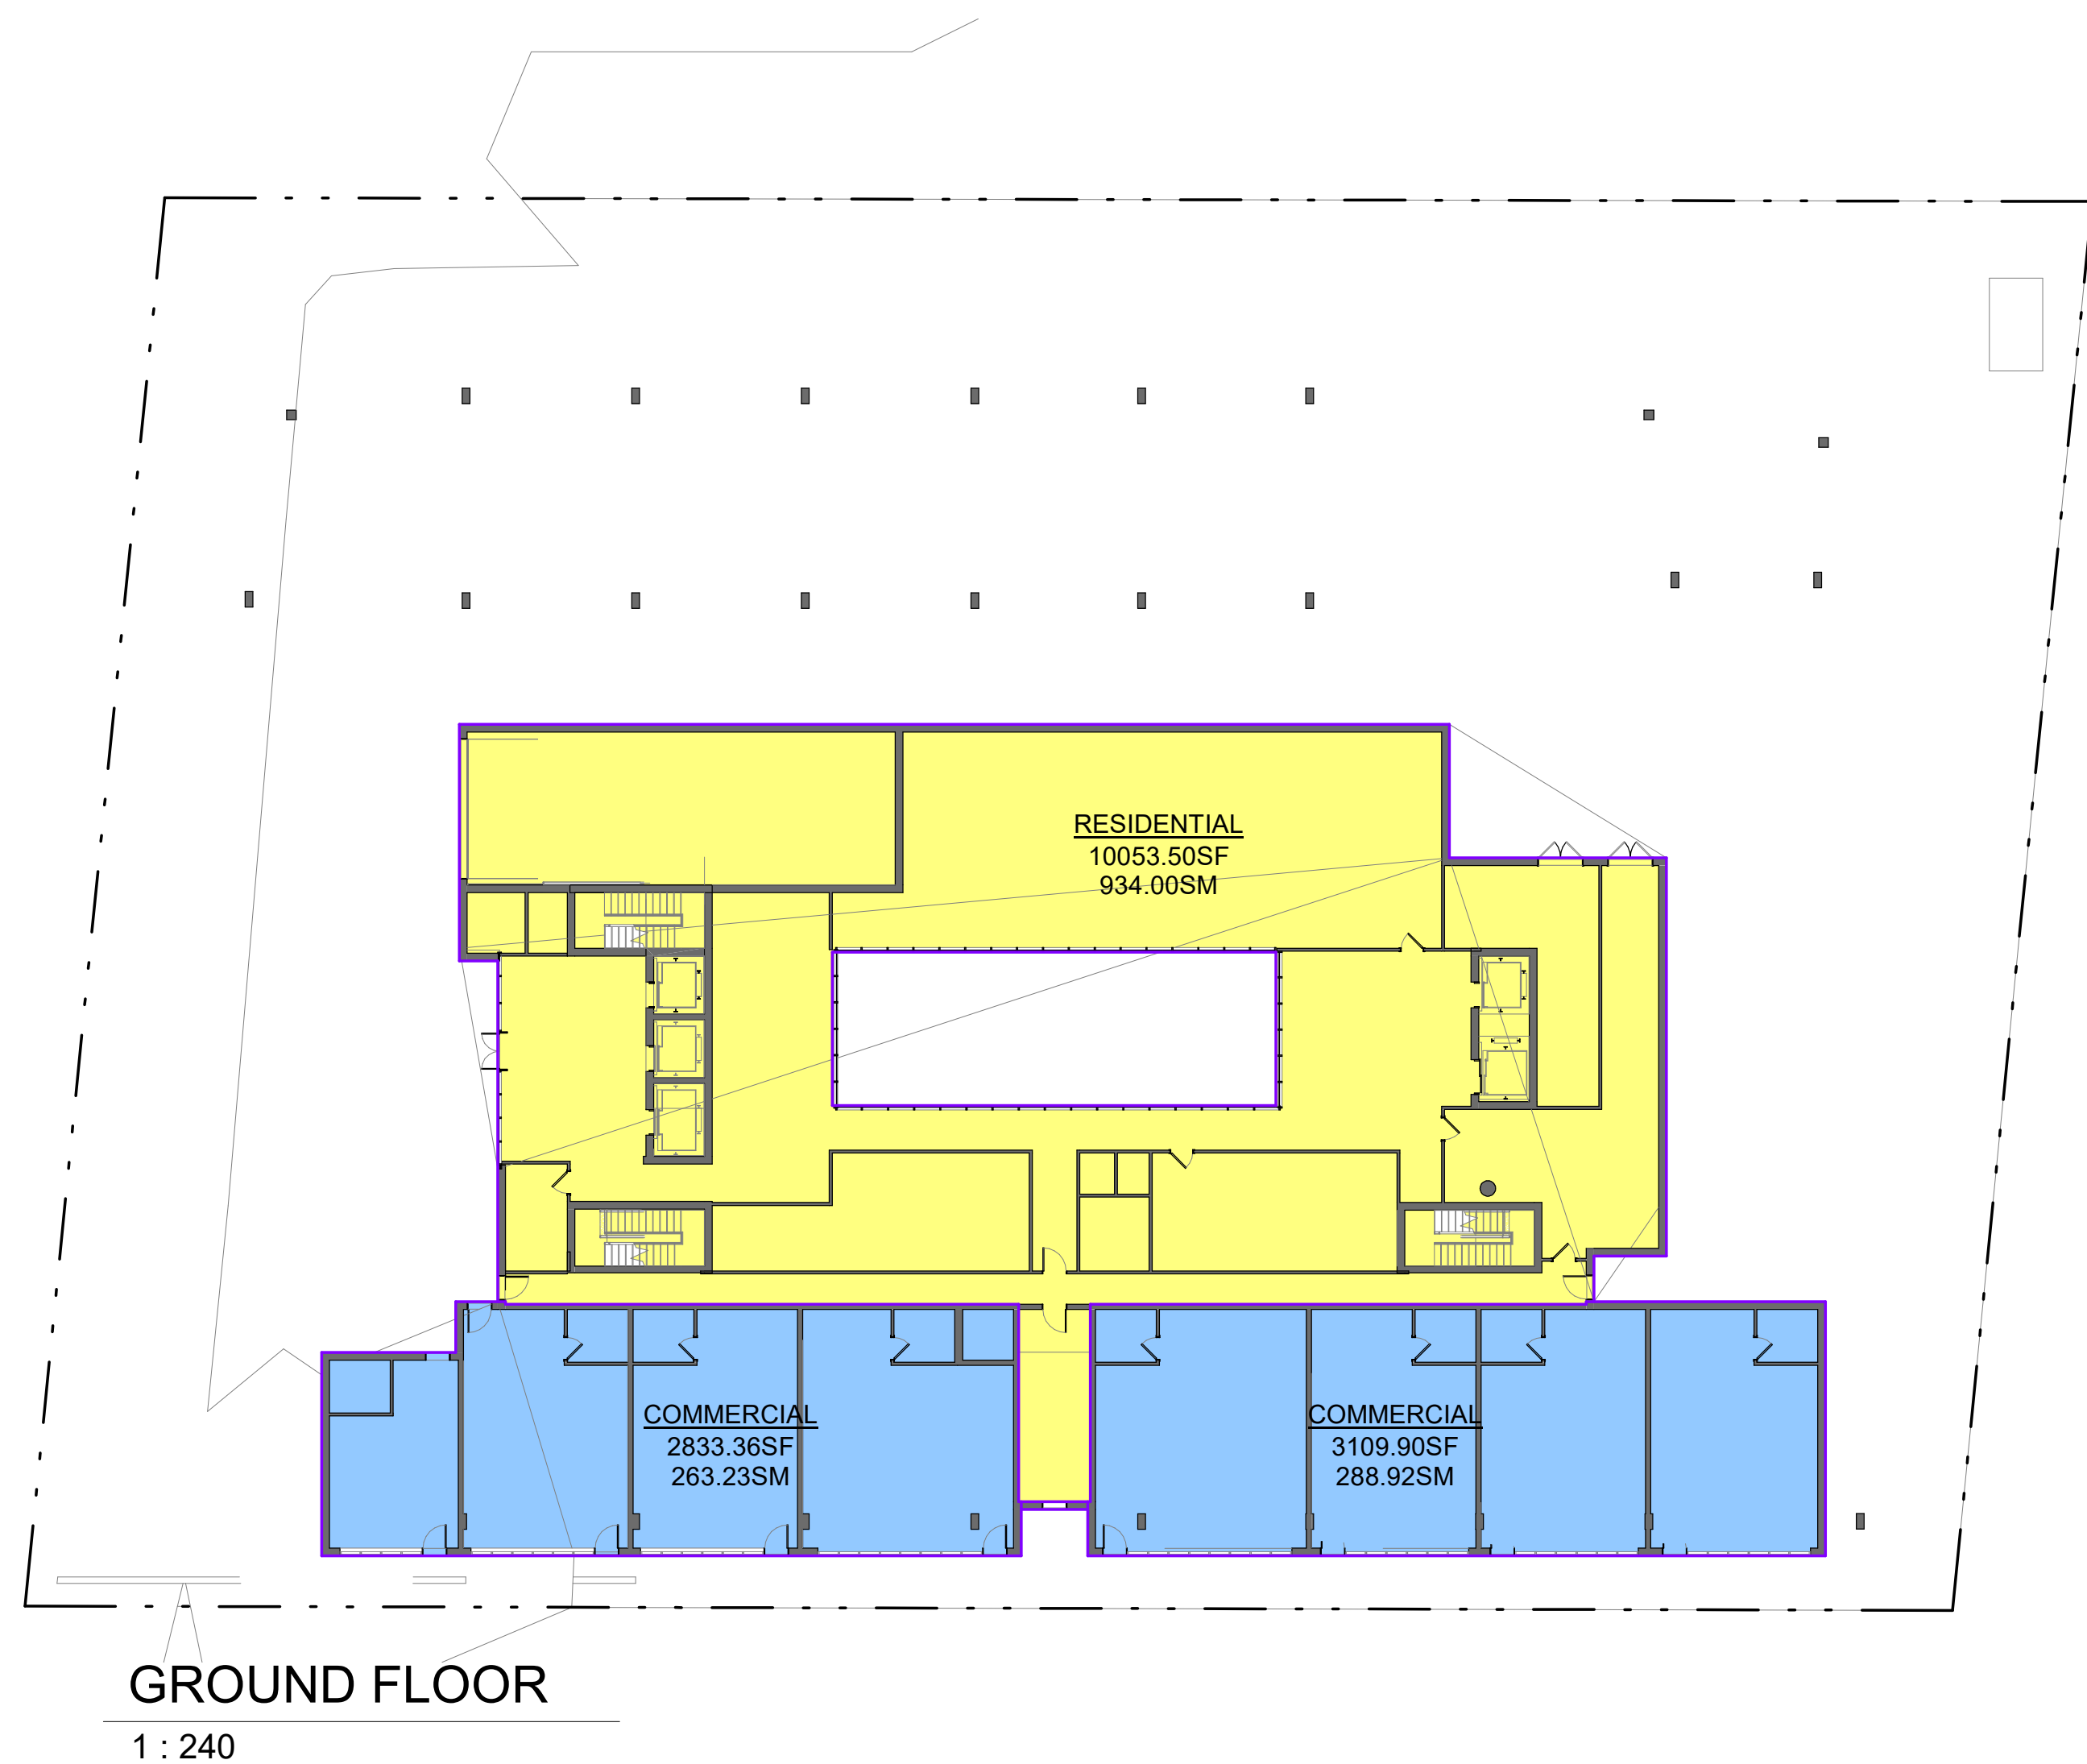 RESIDENTIAL
10053.50SF
934.00SM
COMMERCIAL
2833.36SF
263.23SM
COMMERCIAL
3109.90SF
288.92SM
GROUND FLOOR
1 : 240